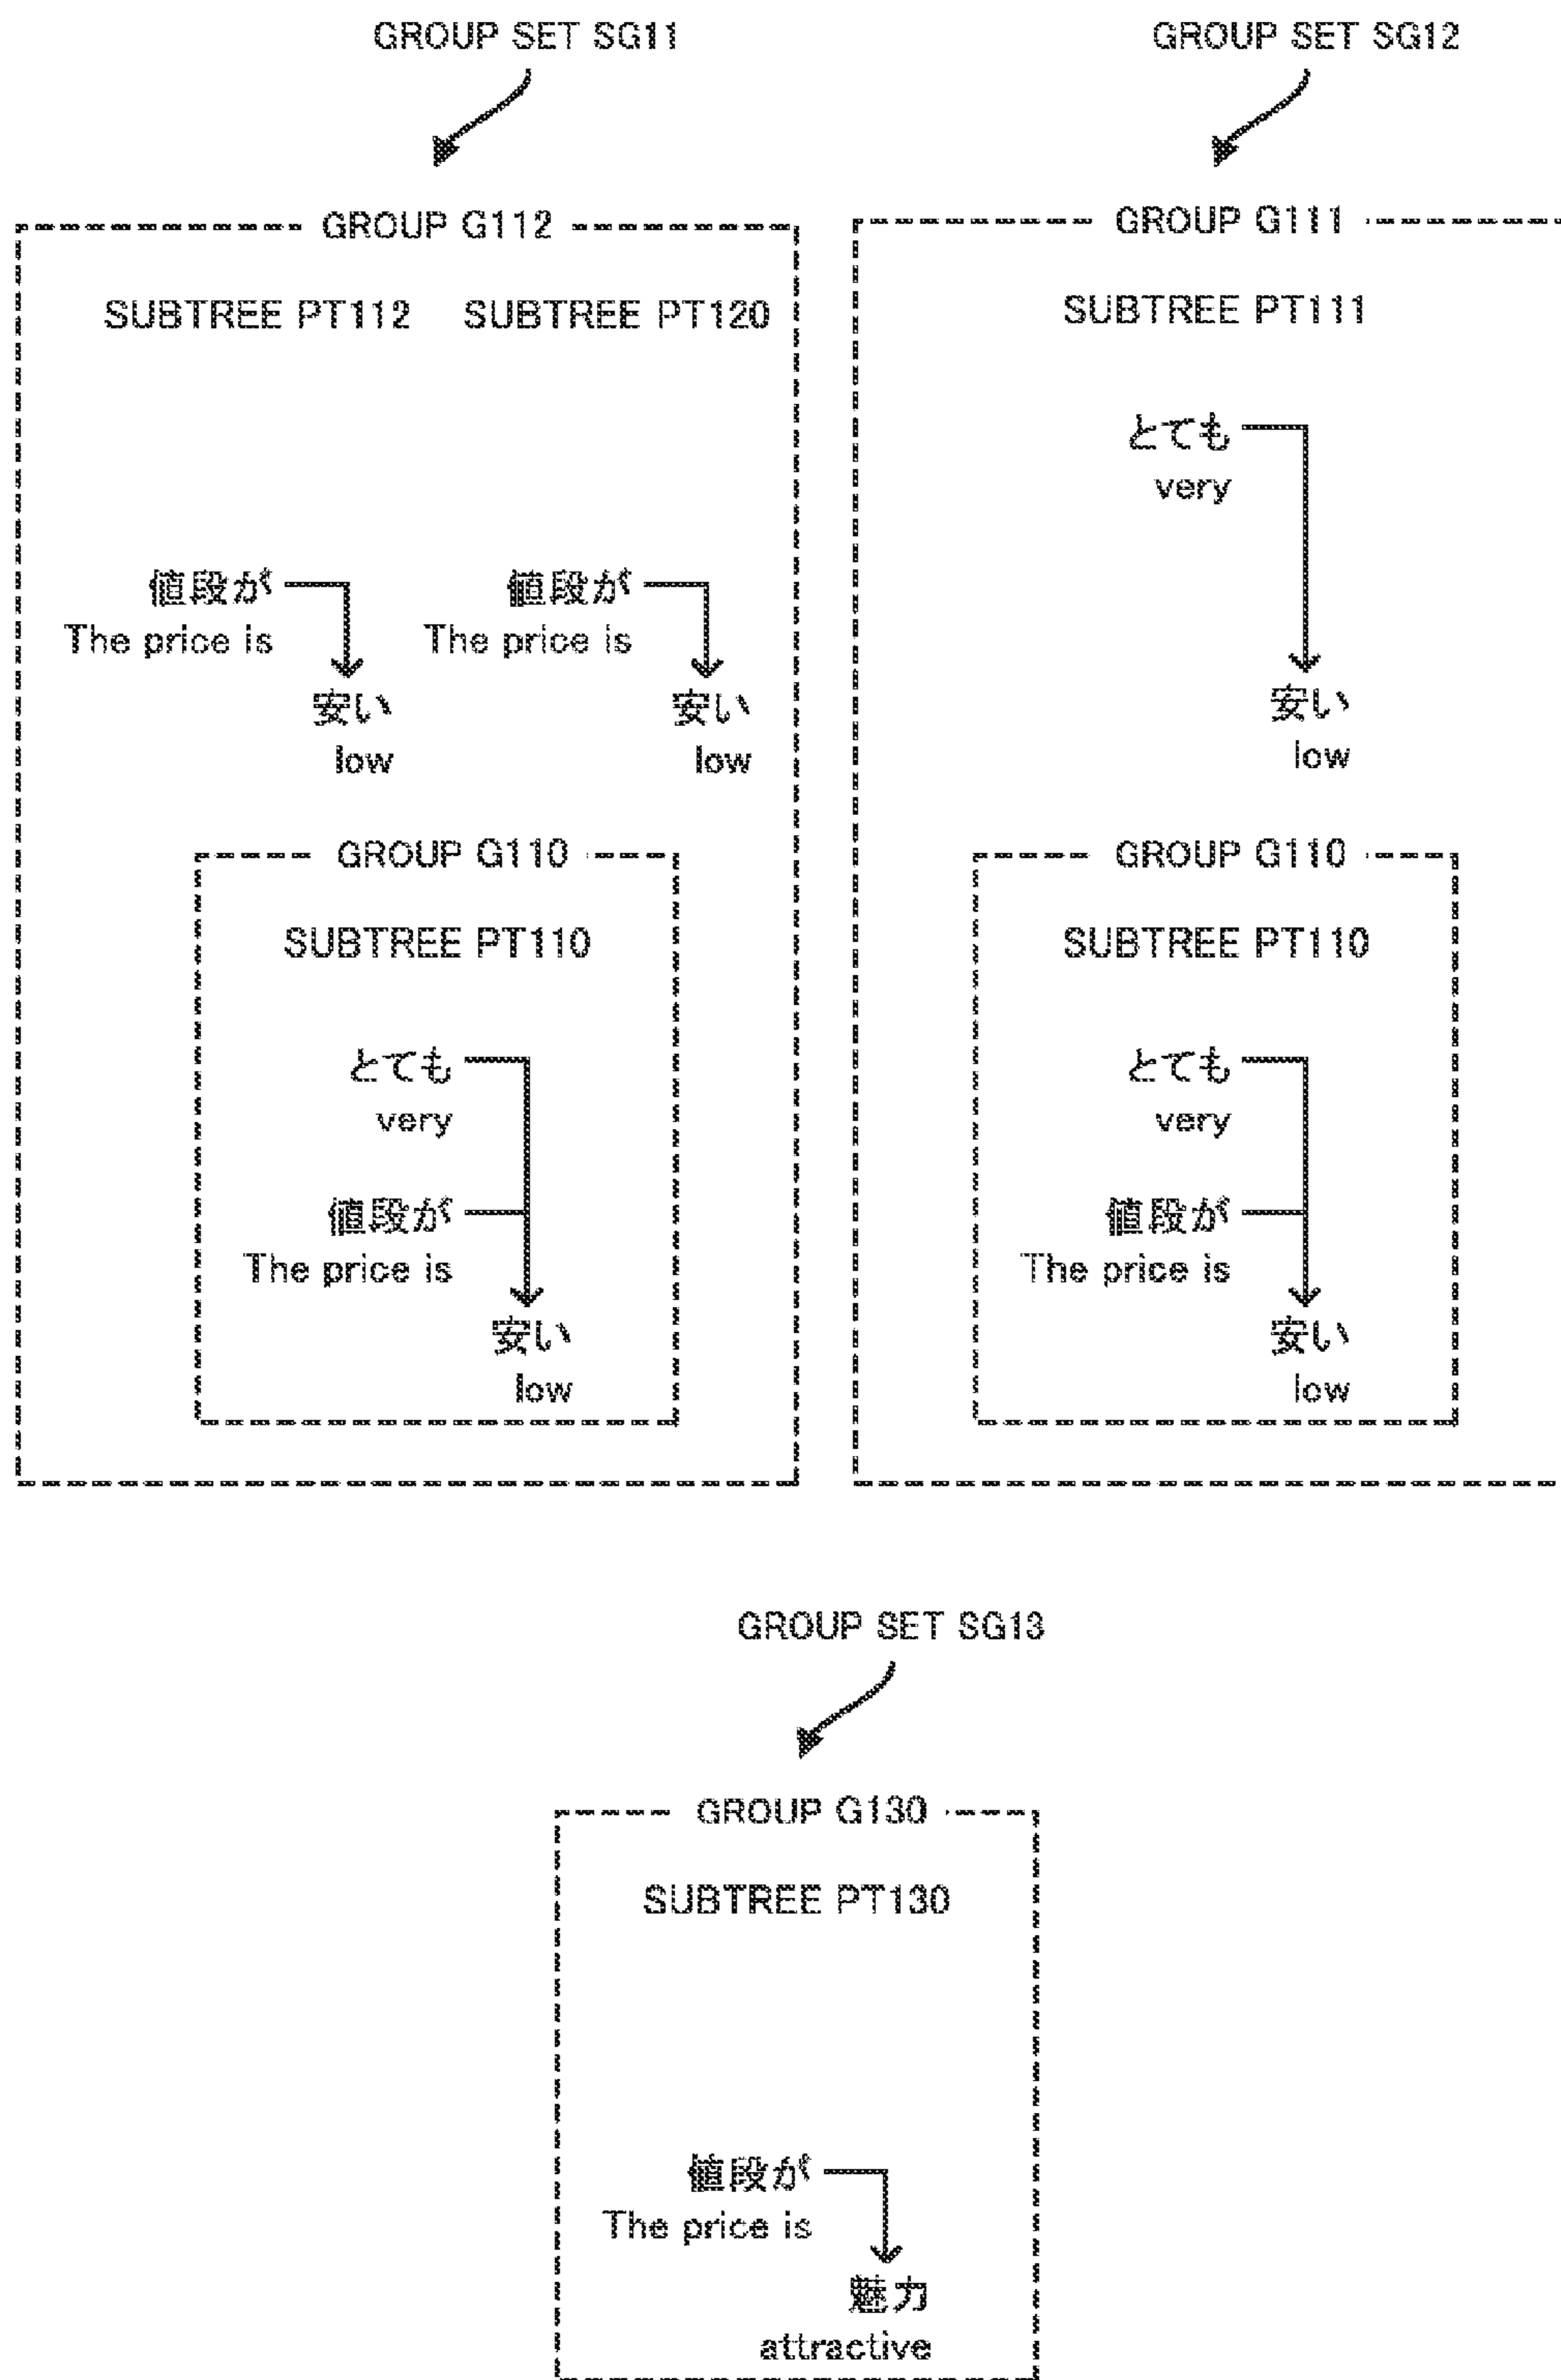 GROUP SET SG11
GROUP SET SG12
GROUP G112
SUBTREE PT112 SUBTREE PT120
値段が
The price is
安い
low
値段が
The price is
安い
low
GROUP G110
SUBTREE PT110
とても
very
値段が
The price is
安い
low
GROUP G111
SUBTREE PT111
とても
very
安い
low
GROUP G110
SUBTREE PT110
とても
very
値段が
The price is
安い
low
GROUP SET SG13
GROUP G130
SUBTREE PT130
値段が
The price is
魅力
attractive